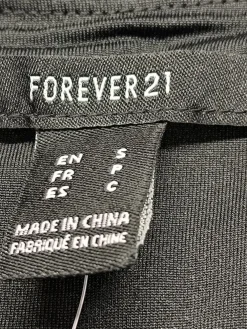 FOREVER 21
EN S
FR P
ES C
MADE IN CHINA
FABRIQUÉ EN CHINE